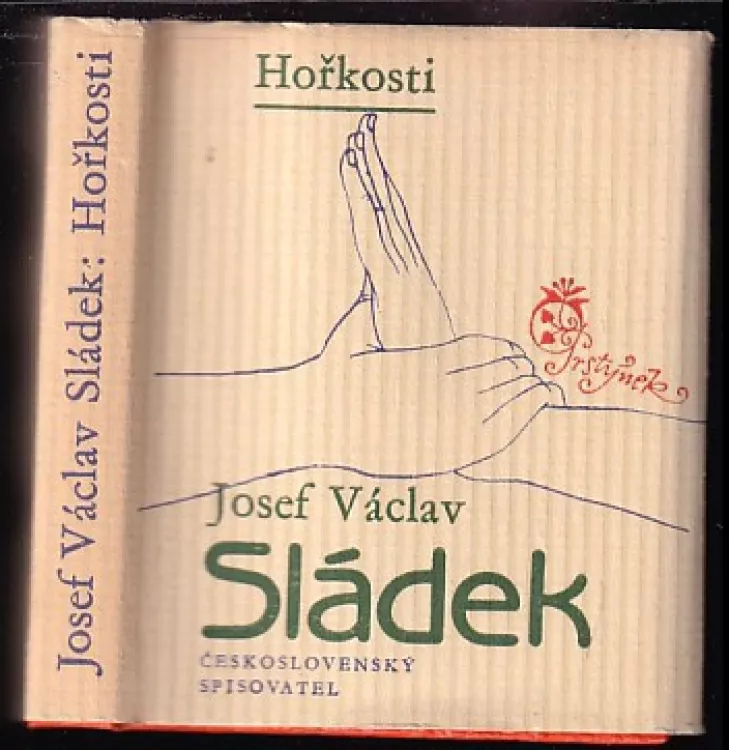 Josef Václav Sládek: Hořkosti
Hořkosti
Prstýnek
Josef Václav
Sládek
ČESKOSLOVENSKÝ
SPISOVATEL